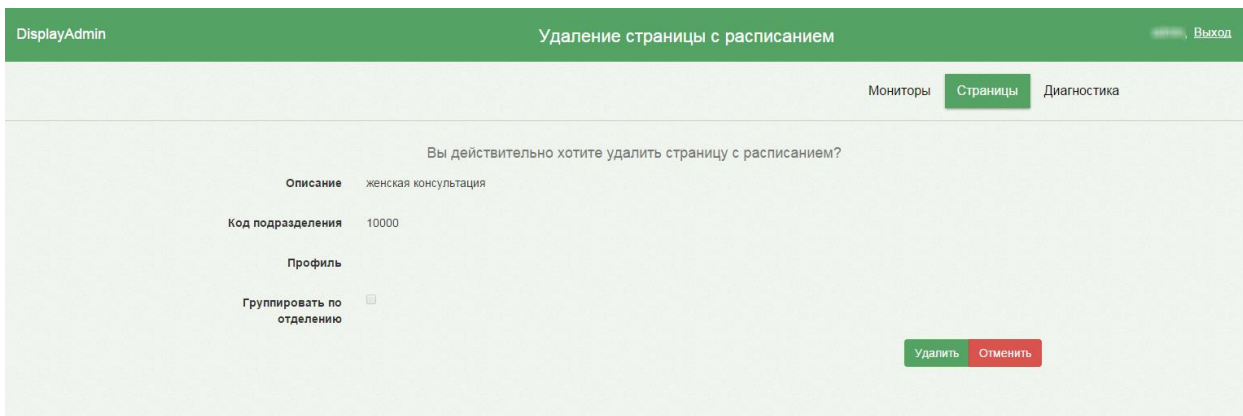 DisplayAdmin
Удаление страницы с расписанием
, Выход
Мониторы Страницы Диагностика
Вы действительно хотите удалить страницу с расписанием?
Описание женская консультация
Код подразделения 10000
Профиль
Группировать по
отделению
Удалить Отменить